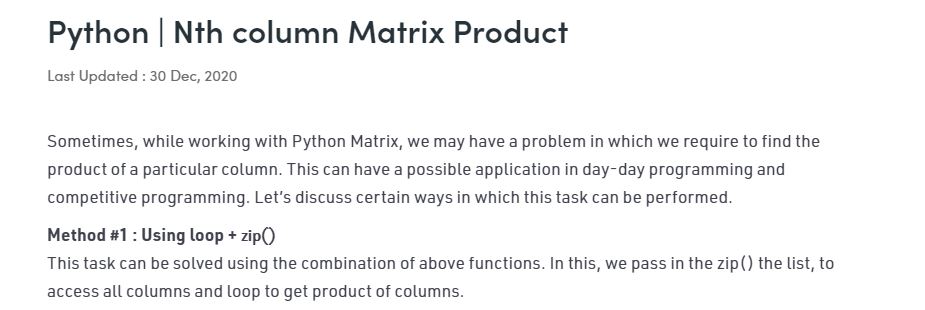 Python | Nth column Matrix Product
Last Updated : 30 Dec, 2020
Sometimes, while working with Python Matrix, we may have a problem in which we require to find the
product of a particular column. This can have a possible application in day-day programming and
competitive programming. Let’s discuss certain ways in which this task can be performed.
Method #1 : Using loop + zip()
This task can be solved using the combination of above functions. In this, we pass in the zip() the list, to
access all columns and loop to get product of columns.